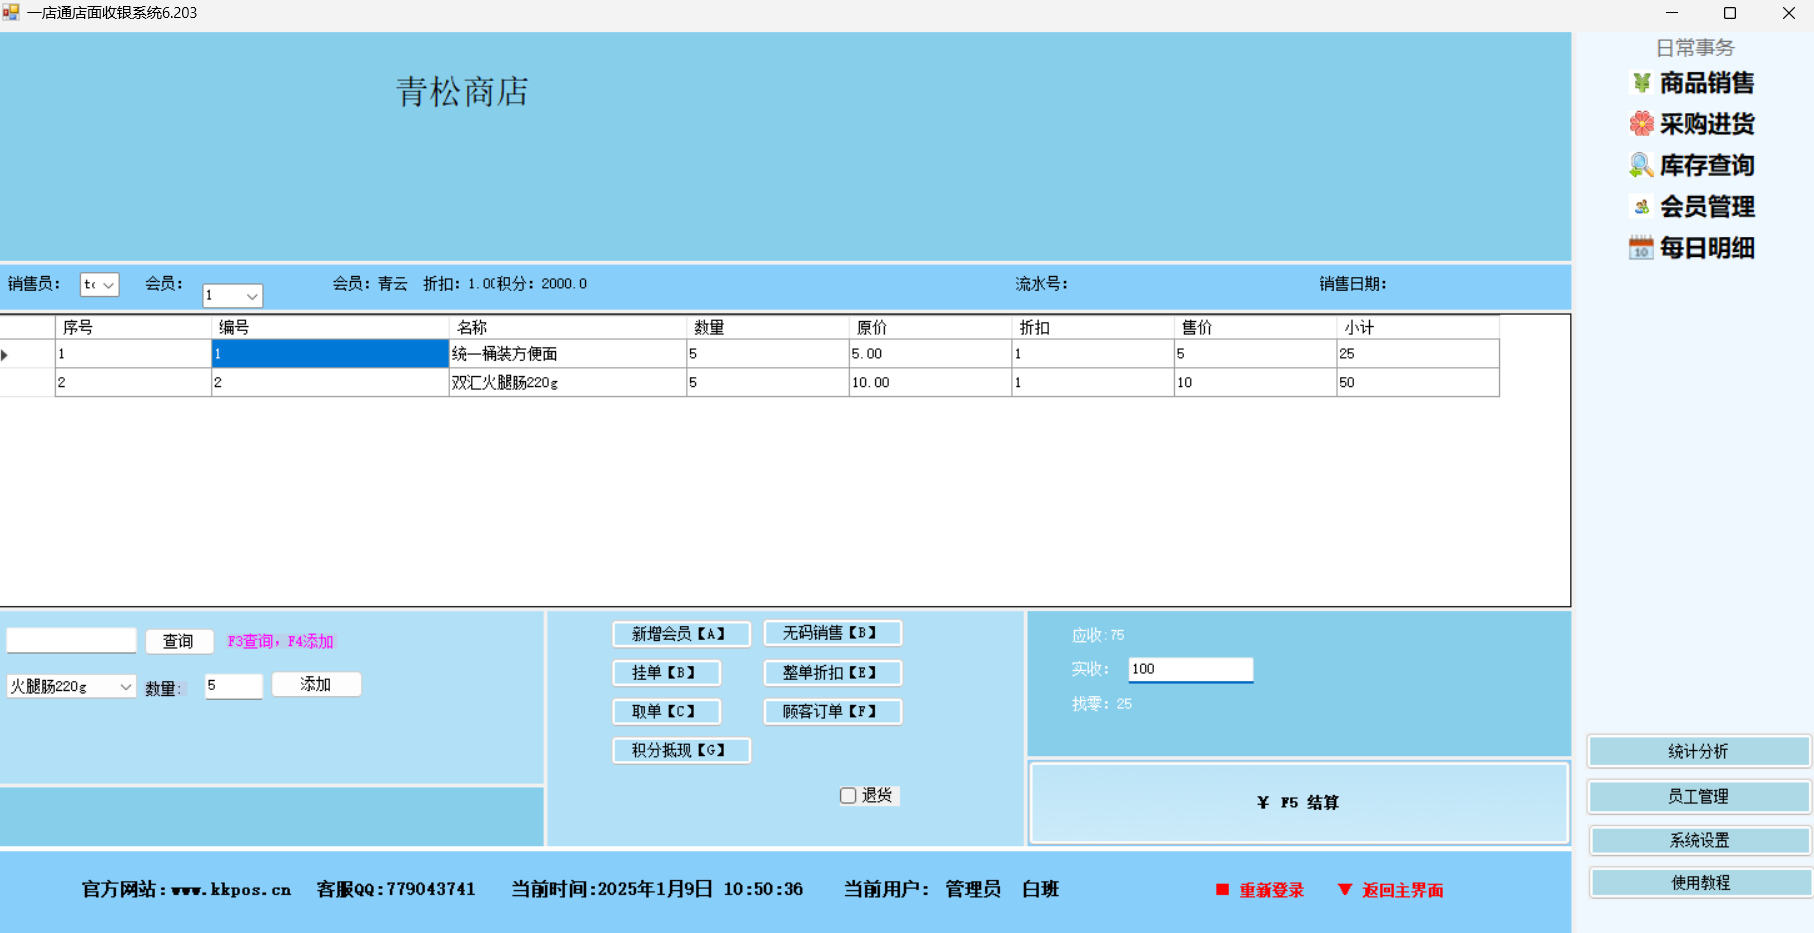 一店通店面收银系统6.203
青松商店
日常事务
商品销售
采购进货
库存查询
会员管理
每日明细
销售员： 会员： 1 会员：青云 折扣：1.0 积分：2000.0 流水号： 销售日期：
序号 编号 名称 数量 原价 折扣 售价 小计
1 1 统一桶装方便面 5 5.00 1 5 25
2 2 双汇火腿肠220g 5 10.00 1 10 50
查询 F3查询，F4添加
火腿肠220g 数量： 5 添加
新增会员【A】 无码销售【B】
挂单【B】 整单折扣【E】
取单【C】 顾客订单【F】
积分抵现【G】
退货
应收：75
实收： 100
找零：25
¥ F5 结算
统计分析
员工管理
系统设置
使用教程
官方网站：www.kkpos.cn 客服QQ:779043741 当前时间:2025年1月9日 10:50:36 当前用户： 管理员 白班 重新登录 返回主界面